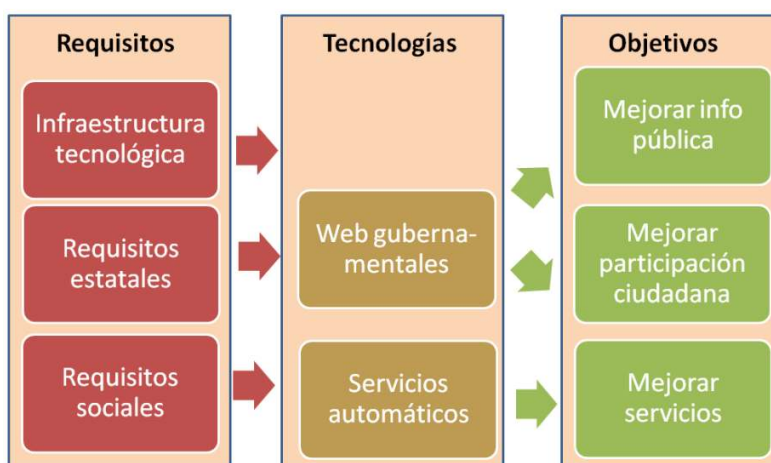 Requisitos
Infraestructura
tecnológica
Requisitos
estatales
Requisitos
sociales
Tecnologías
Web guberna-
mentales
Servicios
automáticos
Objetivos
Mejorar info
pública
Mejorar
participación
ciudadana
Mejorar
servicios